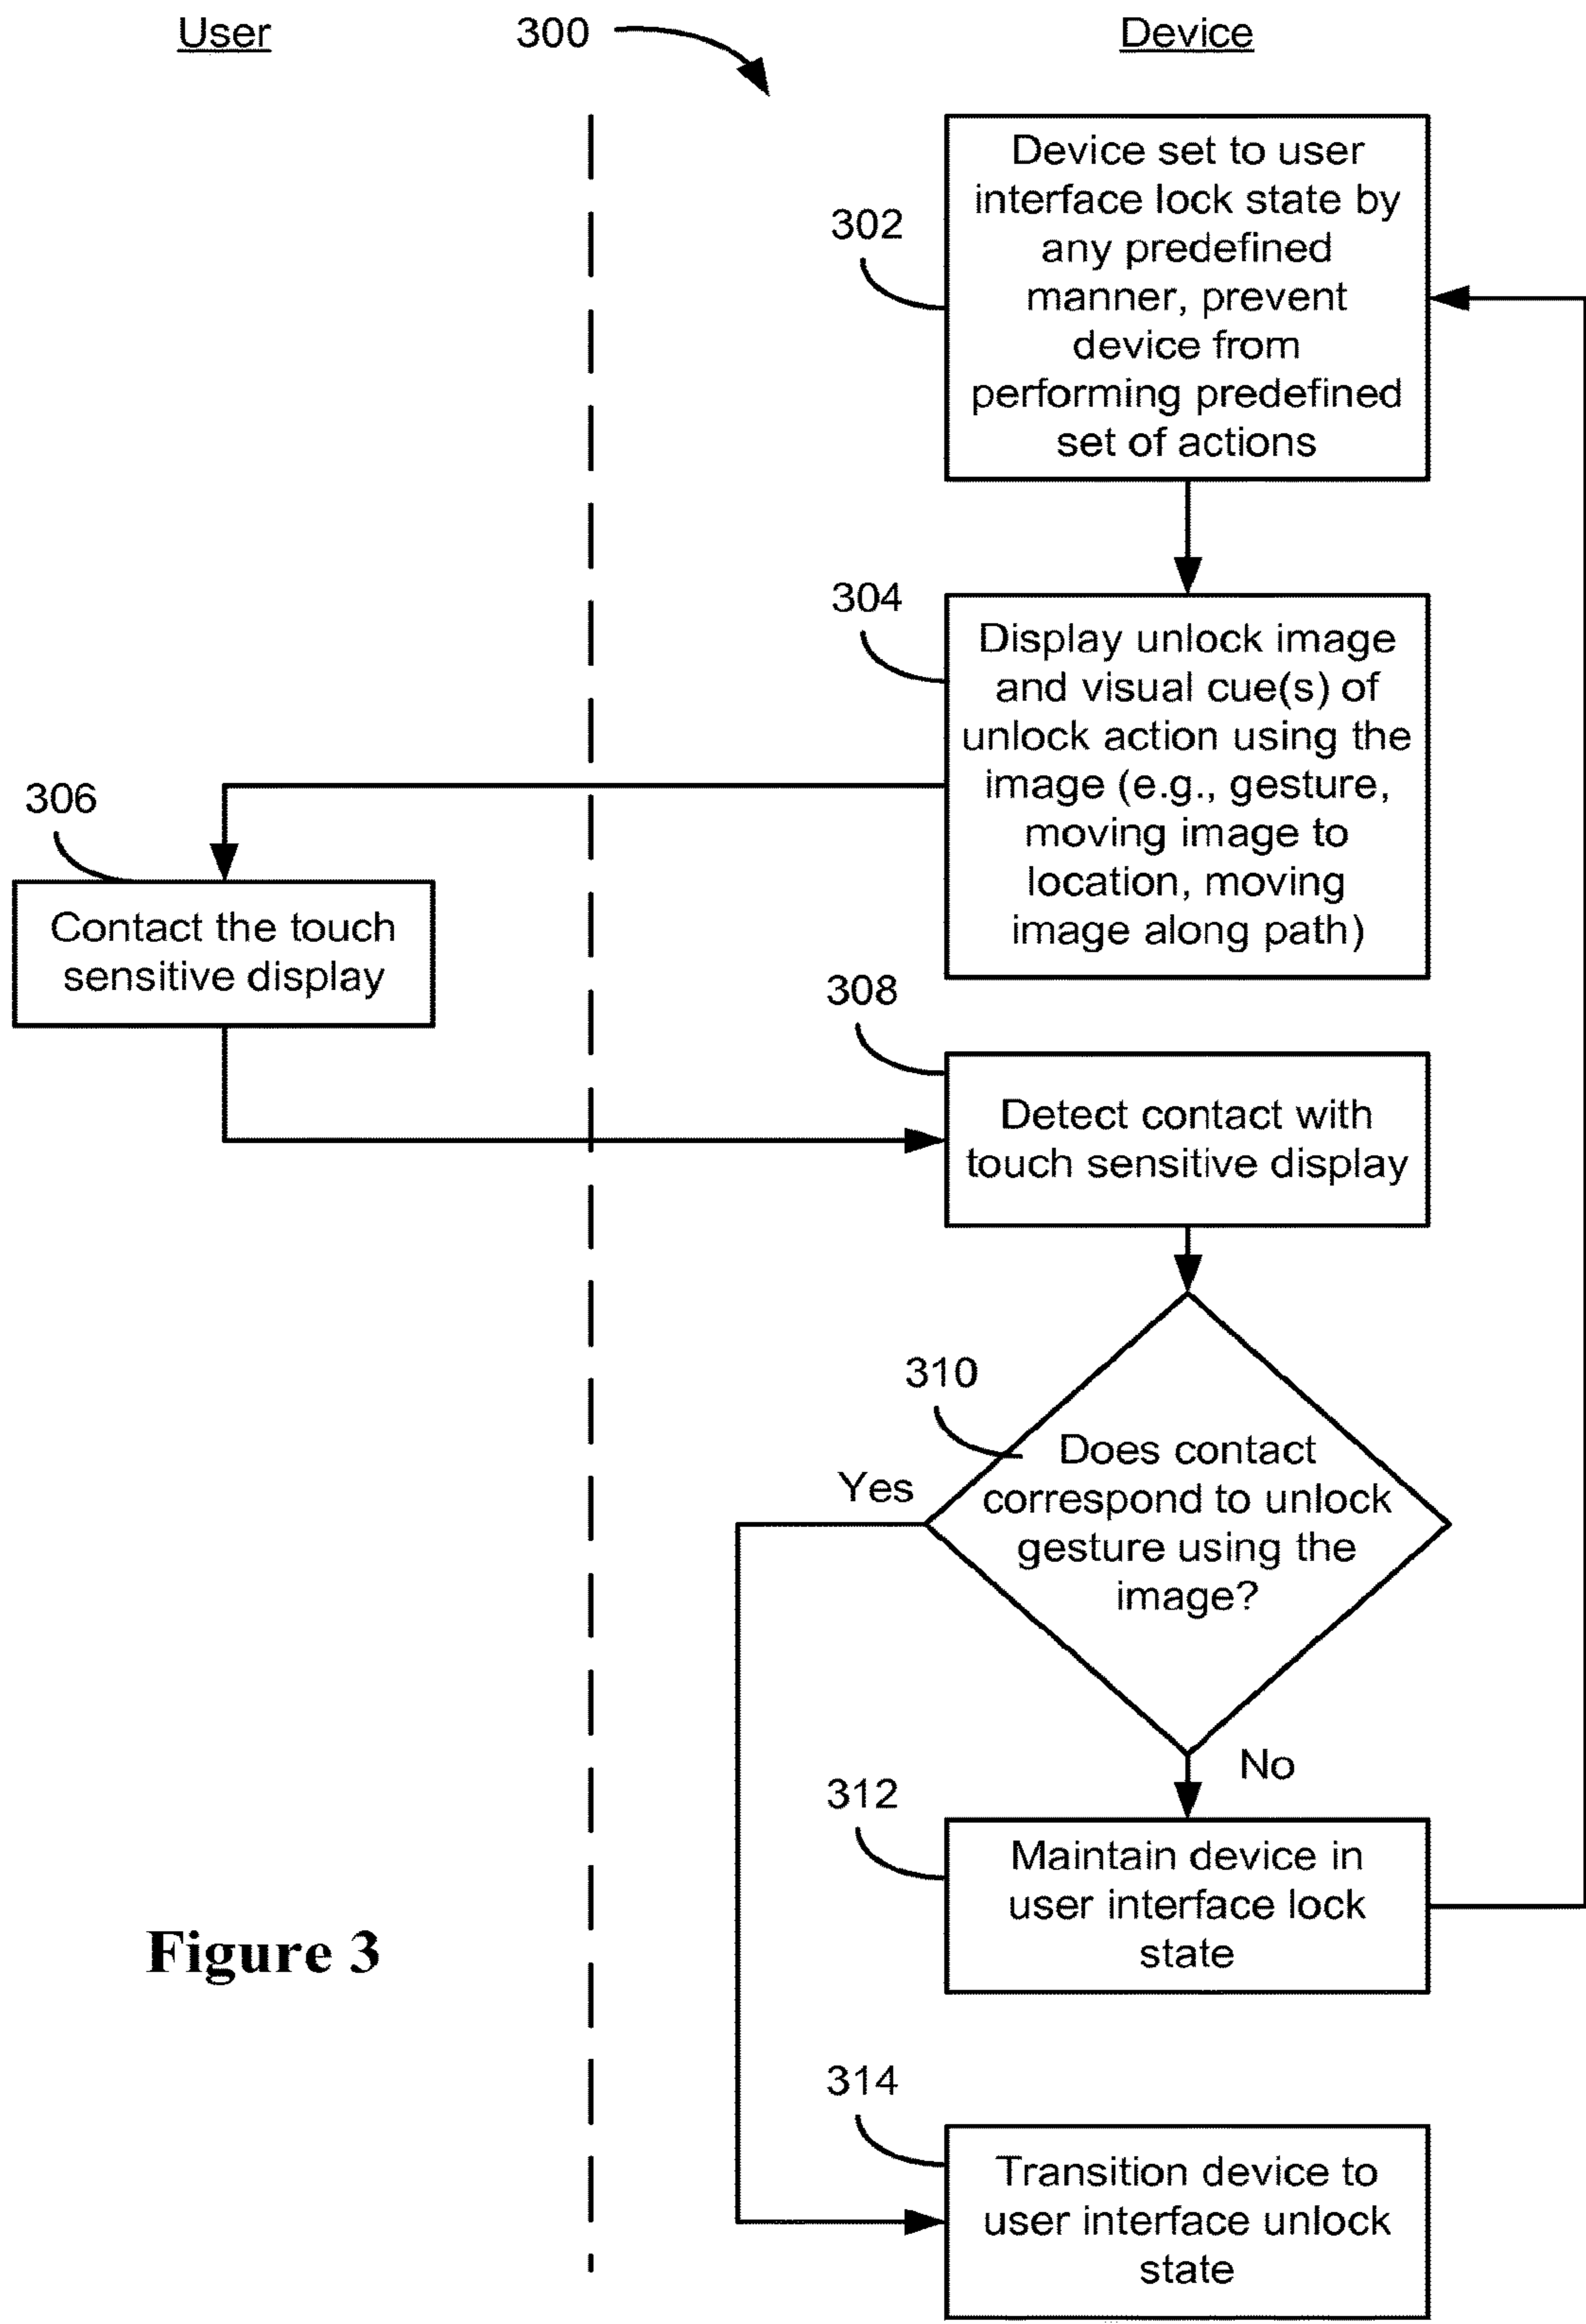 User
300
Device
302
Device set to user
interface lock state by
any predefined
manner, prevent
device from
performing predefined
set of actions
304
Display unlock image
and visual cue(s) of
unlock action using the
image (e.g., gesture,
moving image to
location, moving
image along path)
306
Contact the touch
sensitive display
308
Detect contact with
touch sensitive display
310
Does contact
correspond to unlock
gesture using the
image?
Yes
No
312
Maintain device in
user interface lock
state
Figure 3
314
Transition device to
user interface unlock
state